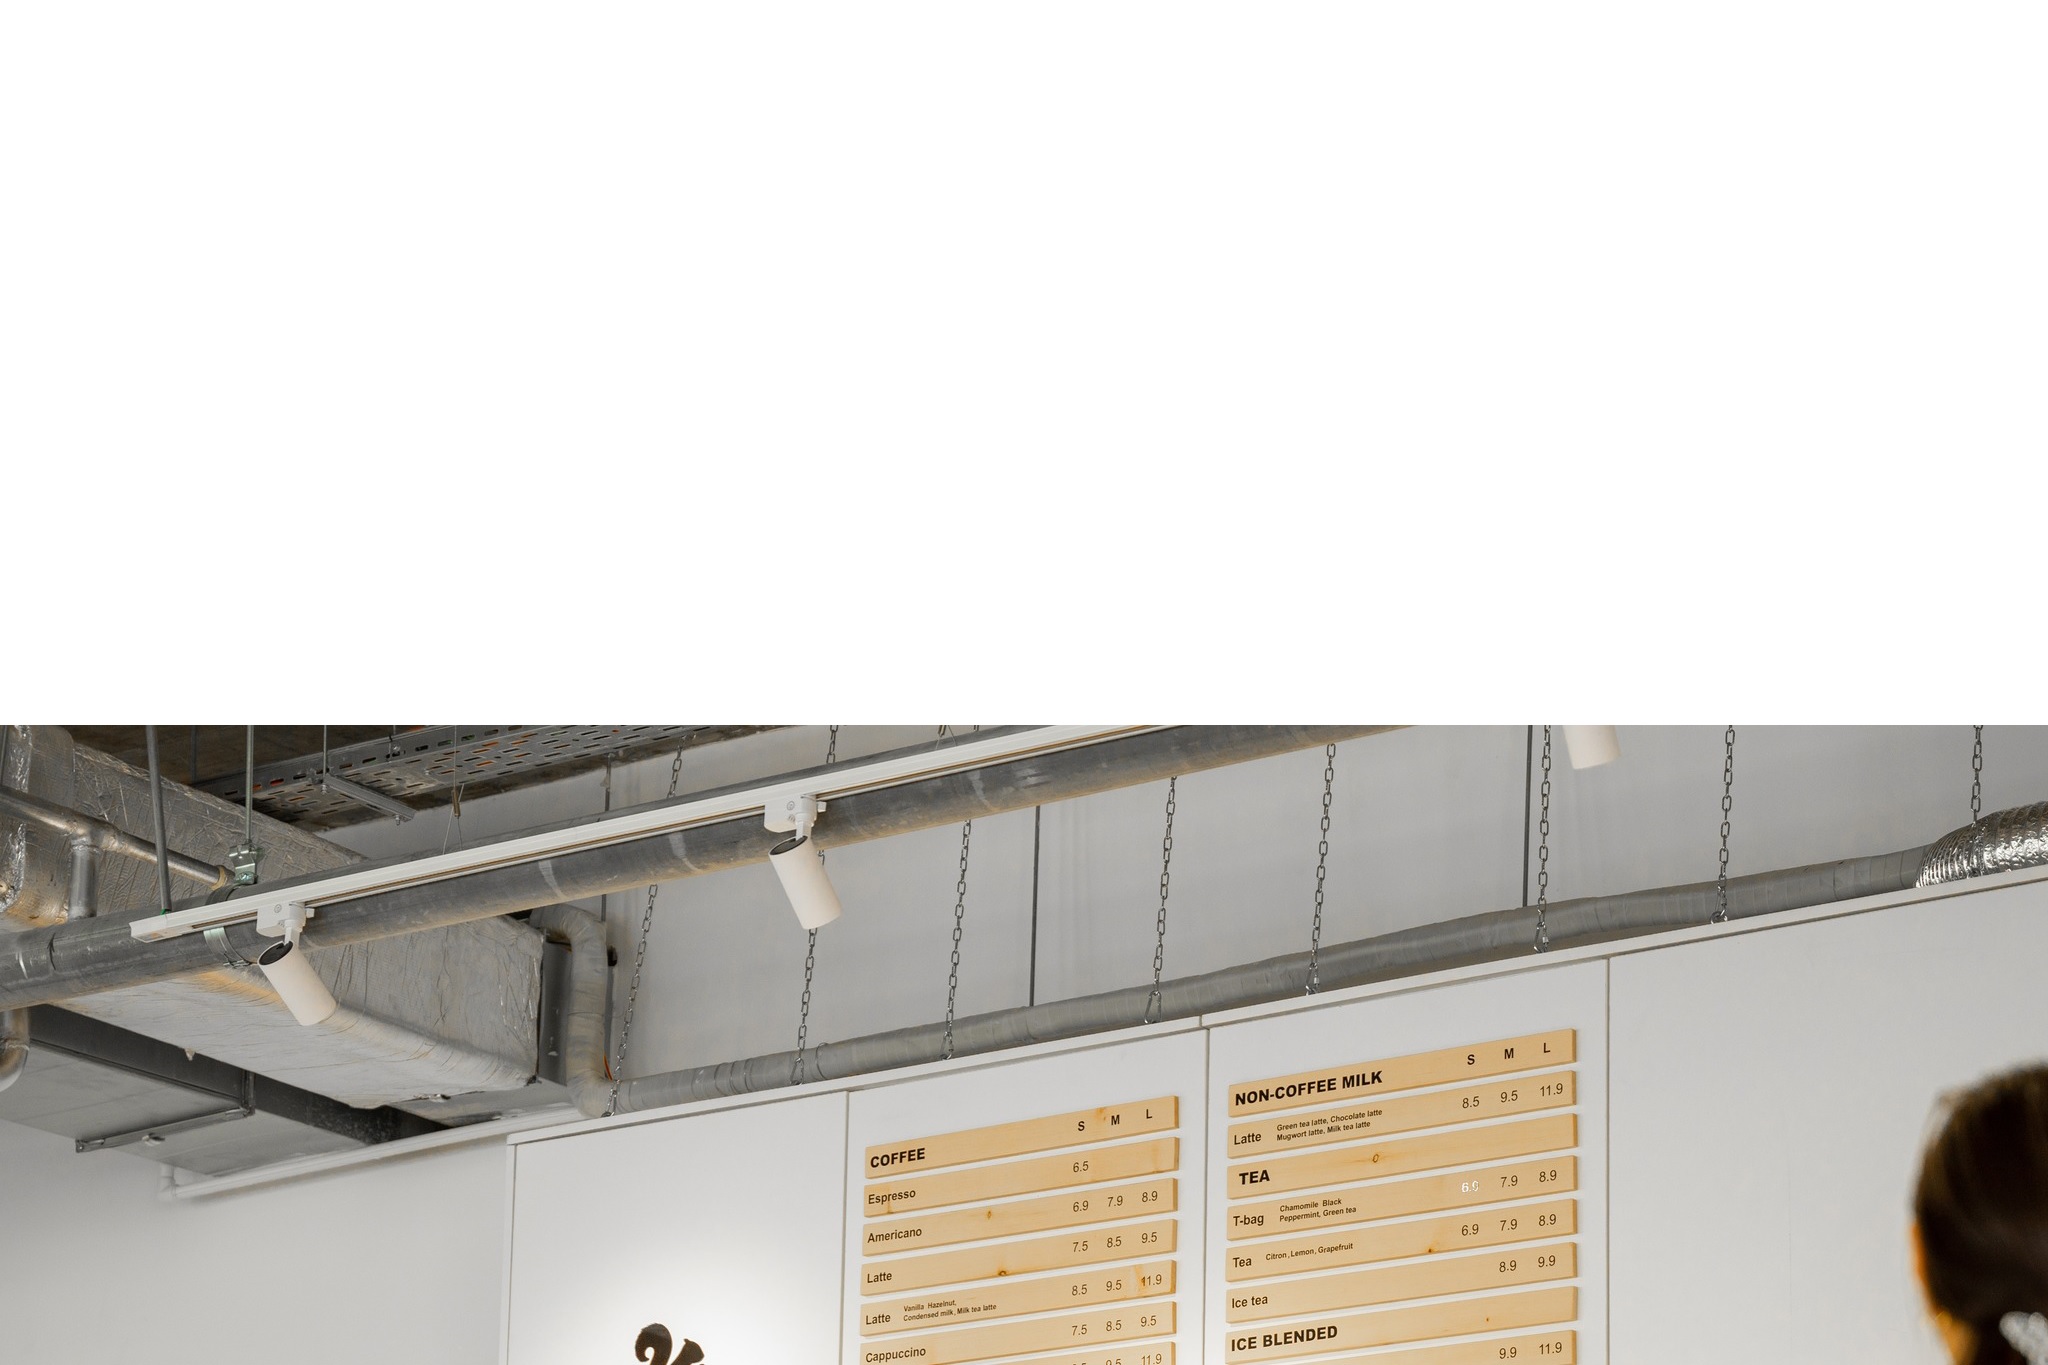 COFFEE S M L
Espresso 6.5
Americano 6.9 7.9 8.9
Latte 7.5 8.5 9.5
Latte Vanilla Hazelnut, 8.5 9.5 11.9
Condensed milk, Milk tea latte
Cappuccino 7.5 8.5 9.5
9.5 11.9
NON-COFFEE MILK S M L
Latte Green tea latte, Chocolate latte 8.5 9.5 11.9
Mugwort latte, Milk tea latte
TEA
T-bag Chamomile Black 6.9 7.9 8.9
Peppermint, Green tea
Tea Citron, Lemon, Grapefruit 6.9 7.9 8.9
Ice tea 8.9 9.9
ICE BLENDED
9.9 11.9